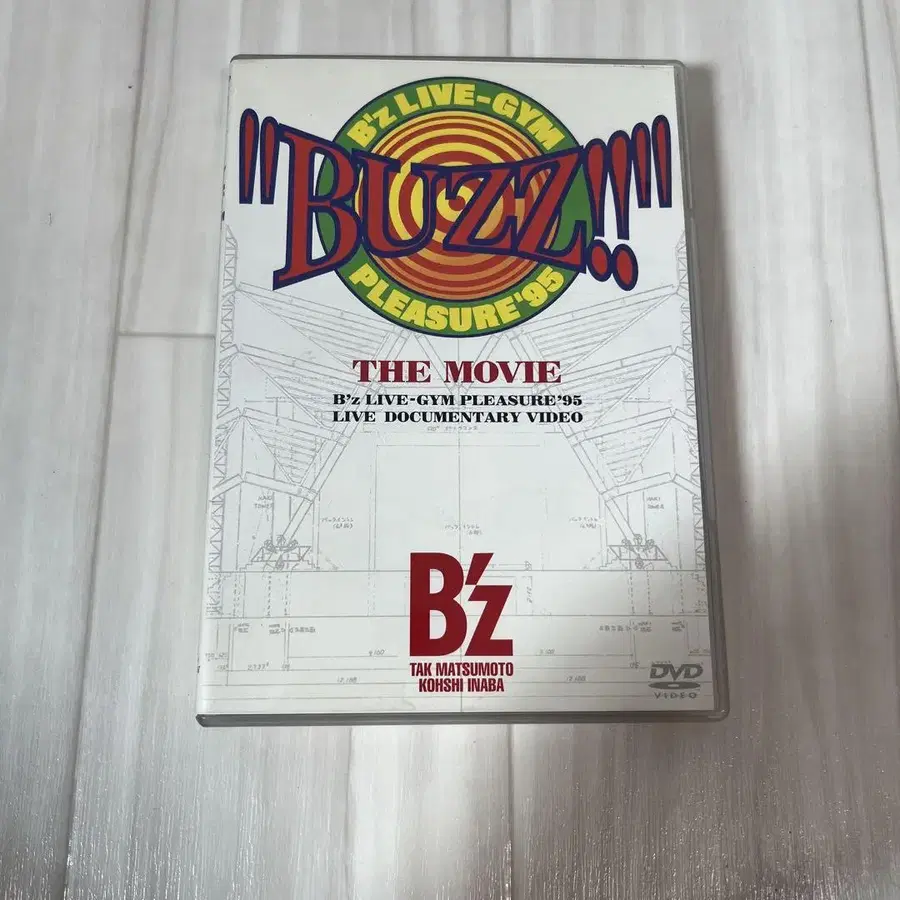 B'z LIVE-GYM
"BUZZ!!"
PLEASURE'95
THE MOVIE
B'z LIVE-GYM PLEASURE'95
LIVE DOCUMENTARY VIDEO
B'z
TAK MATSUMOTO
KOHSHI INABA
DVD
VIDEO